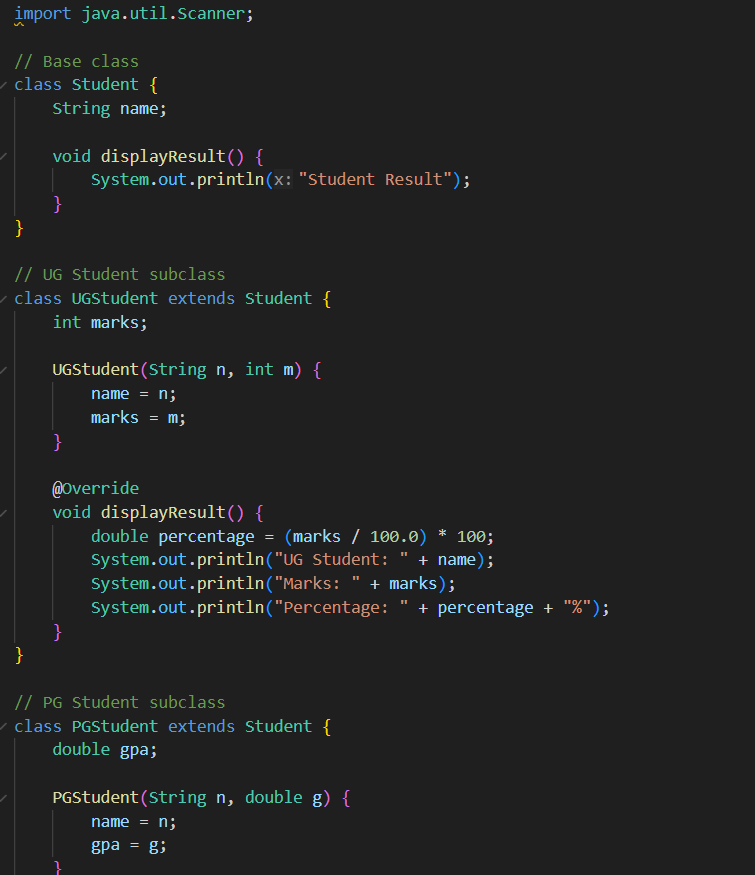 import java.util.Scanner;
// Base class
class Student {
String name;
void displayResult() {
System.out.println(x: "Student Result");
}
}
// UG Student subclass
class UGStudent extends Student {
int marks;
UGStudent(String n, int m) {
name = n;
marks = m;
}
@Override
void displayResult() {
double percentage = (marks / 100.0) * 100;
System.out.println("UG Student: " + name);
System.out.println("Marks: " + marks);
System.out.println("Percentage: " + percentage + "%");
}
}
// PG Student subclass
class PGStudent extends Student {
double gpa;
PGStudent(String n, double g) {
name = n;
gpa = g;
}